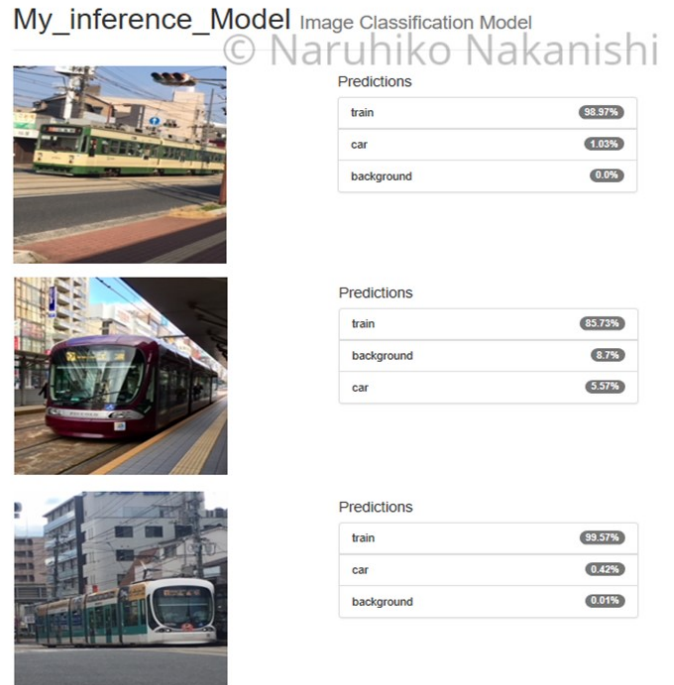 My_inference_Model Image Classification Model
© Naruhiko Nakanishi
Predictions
train 98.97%
car 1.03%
background 0.0%
Predictions
train 85.73%
background 8.7%
car 5.57%
Predictions
train 99.57%
car 0.42%
background 0.01%